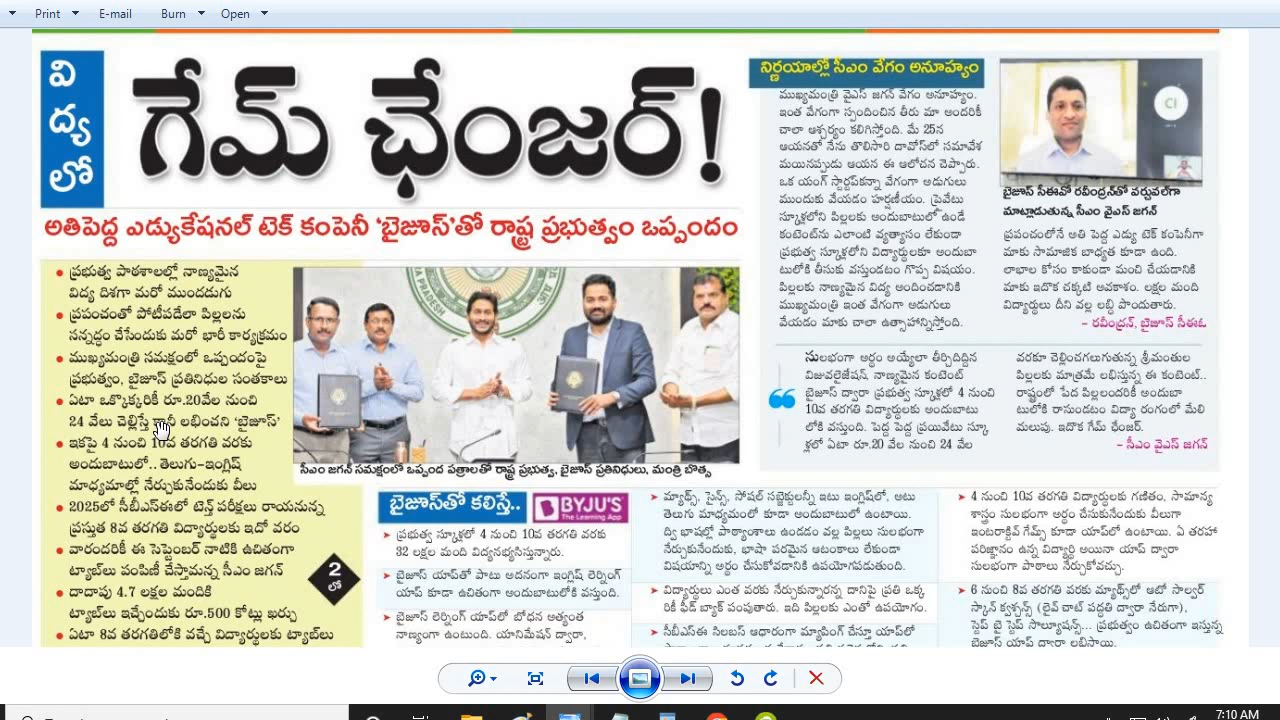 Print
E-mail
Burn
Open
విద్యలో
గేమ్ ఛేంజర్!
అతిపెద్ద ఎడ్యుకేషనల్ టెక్ కంపెనీ ‘బైజూస్’తో రాష్ట్ర ప్రభుత్వం ఒప్పందం
● ప్రభుత్వ పాఠశాలల్లో నాణ్యమైన
విద్య దిశగా మరో ముందడుగు
● ప్రపంచంతో పోటీపడేలా పిల్లలను
సన్నద్ధం చేసేందుకు మరో భారీ కార్యక్రమం
● ముఖ్యమంత్రి సమక్షంలో ఒప్పందంపై
ప్రభుత్వం, బైజూస్ ప్రతినిధుల సంతకాలు
● ఏటా ఒక్కొక్కరికీ రూ.20వేల నుంచి
24 వేలు చెల్లిస్తే లభించని ‘బైజూస్’
● ఇకపై 4 నుంచి 10వ తరగతి వరకు
అందుబాటులో.. తెలుగు-ఇంగ్లిష్
మాధ్యమాల్లో నేర్చుకునేందుకు వీలు
● 2025లో సీబీఎస్ఈలో టెన్త్ పరీక్షలు రాయనున్న
ప్రస్తుత 8వ తరగతి విద్యార్థులకు ఇదో వరం
● వారందరికీ ఈ సెప్టెంబర్ నాటికి ఉచితంగా
ట్యాబ్‌లు పంపిణీ చేస్తామన్న సీఎం జగన్
● దాదాపు 4.7 లక్షల మందికి
ట్యాబ్‌లు ఇచ్చేందుకు రూ.500 కోట్లు ఖర్చు
● ఏటా 8వ తరగతిలోకి వచ్చే విద్యార్థులకు ట్యాబ్‌లు
2
లో
సీఎం జగన్ సమక్షంలో ఒప్పంద పత్రాలతో రాష్ట్ర ప్రభుత్వ, బైజూస్ ప్రతినిధులు, మంత్రి బొత్స
నిర్ణయాల్లో సీఎం వేగం అనూహ్యం
ముఖ్యమంత్రి వైఎస్ జగన్ వేగం అనూహ్యం.
ఇంత వేగంగా స్పందించిన తీరు మా అందరికీ
చాలా ఆశ్చర్యం కలిగిస్తోంది. మే 25న
ఆయనతో నేను తొలిసారి దావోస్‌లో సమావేశ
మయినప్పుడు ఆయన ఈ ఆలోచన చెప్పారు.
ఒక యంగ్ స్టార్టప్‌కన్నా వేగంగా అడుగులు
ముందుకు వేయడం హర్షణీయం. ప్రైవేటు
స్కూళ్లలోని పిల్లలకు అందుబాటులో ఉండే
కంటెంట్‌ను ఎలాంటి వ్యత్యాసం లేకుండా
ప్రభుత్వ స్కూళ్లలోని విద్యార్థులకూ అందుబా
టులోకి తీసుకు వస్తుండటం గొప్ప విషయం.
పిల్లలకు నాణ్యమైన విద్య అందించడానికి
ముఖ్యమంత్రి ఇంత వేగంగా అడుగులు
వేయడం మాకు చాలా ఉత్సాహాన్నిస్తోంది.
CI
బైజూస్ సీఈవో రవీంద్రన్‌తో వర్చువల్‌గా
మాట్లాడుతున్న సీఎం వైఎస్ జగన్
ప్రపంచంలోనే అతి పెద్ద ఎడ్యు టెక్ కంపెనీగా
మాకు సామాజిక బాధ్యత కూడా ఉంది.
లాభాల కోసం కాకుండా మంచి చేయడానికి
మాకు ఇదొక చక్కటి అవకాశం. లక్షల మంది
విద్యార్థులు దీని వల్ల లబ్ధి పొందుతారు.
– రవీంద్రన్, బైజూస్ సీఈఓ
❝ సులభంగా అర్థం అయ్యేలా తీర్చిదిద్దిన
విజువలైజేషన్, నాణ్యమైన కంటెంట్
బైజూస్ ద్వారా ప్రభుత్వ స్కూళ్లలో 4 నుంచి
10వ తరగతి విద్యార్థులకు అందుబాటు
లోకి వస్తుంది. పెద్ద పెద్ద ప్రయివేటు స్కూ
ళ్లలో ఏటా రూ.20 వేల నుంచి 24 వేల
వరకూ చెల్లించగలుగుతున్న శ్రీమంతుల
పిల్లలకు మాత్రమే లభిస్తున్న ఈ కంటెంట్..
రాష్ట్రంలో పేద పిల్లలందరికీ అందుబా
టులోకి రానుండటం విద్యా రంగంలో మేలి
మలుపు. ఇదొక గేమ్ ఛేంజర్.
– సీఎం వైఎస్ జగన్
బైజూస్‌తో కలిస్తే..
BYJU'S
The Learning App
➤ ప్రభుత్వ స్కూళ్లలో 4 నుంచి 10వ తరగతి వరకు
32 లక్షల మంది విద్యనభ్యసిస్తున్నారు.
➤ బైజూస్ యాప్‌తో పాటు అదనంగా ఇంగ్లిష్ లెర్నింగ్
యాప్ కూడా ఉచితంగా అందుబాటులోకి వస్తుంది.
➤ బైజూస్ లెర్నింగ్ యాప్‌లో బోధన అత్యంత
నాణ్యంగా ఉంటుంది. యానిమేషన్ ద్వారా,
➤ మ్యాథ్స్, సైన్స్, సోషల్ సబ్జెక్టులన్నీ ఇటు ఇంగ్లిష్‌లో, అటు
తెలుగు మాధ్యమంలో కూడా అందుబాటులో ఉంటాయి.
ద్వి భాషల్లో పాఠ్యాంశాలు ఉండడం వల్ల పిల్లలు సులభంగా
నేర్చుకునేందుకు, భాషా పరమైన ఆటంకాలు లేకుండా
విషయాన్ని అర్థం చేసుకోవడానికి ఉపయోగపడుతుంది.
➤ విద్యార్థులు ఎంత వరకు నేర్చుకున్నారన్న దానిపై ప్రతి ఒక్క
రికీ ఫీడ్ బ్యాక్ పంపుతారు. ఇది పిల్లలకు ఎంతో ఉపయోగం.
➤ సీబీఎస్ఈ సిలబస్ ఆధారంగా మ్యాపింగ్ చేస్తూ యాప్‌లో
➤ 4 నుంచి 10వ తరగతి విద్యార్థులకు గణితం, సామాన్య
శాస్త్రం సులభంగా అర్థం చేసుకునేందుకు వీలుగా
ఇంటరాక్టివ్ గేమ్స్ కూడా యాప్‌లో ఉంటాయి. ఏ తరహా
పరిజ్ఞానం ఉన్న విద్యార్థి అయినా యాప్ ద్వారా
సులభంగా పాఠాలు నేర్చుకోవచ్చు.
➤ 6 నుంచి 8వ తరగతి వరకు మ్యాథ్స్‌లో ఆటో సాల్వర్
స్కాన్ క్వశ్చన్స్ (లైవ్ చాట్ పద్ధతి ద్వారా నేరుగా),
స్టెప్ బై స్టెప్ సొల్యూషన్స్... ప్రభుత్వం ఉచితంగా ఇస్తున్న
బైజూస్ యాప్ ద్వారా లభిస్తాయి.
7:10 AM